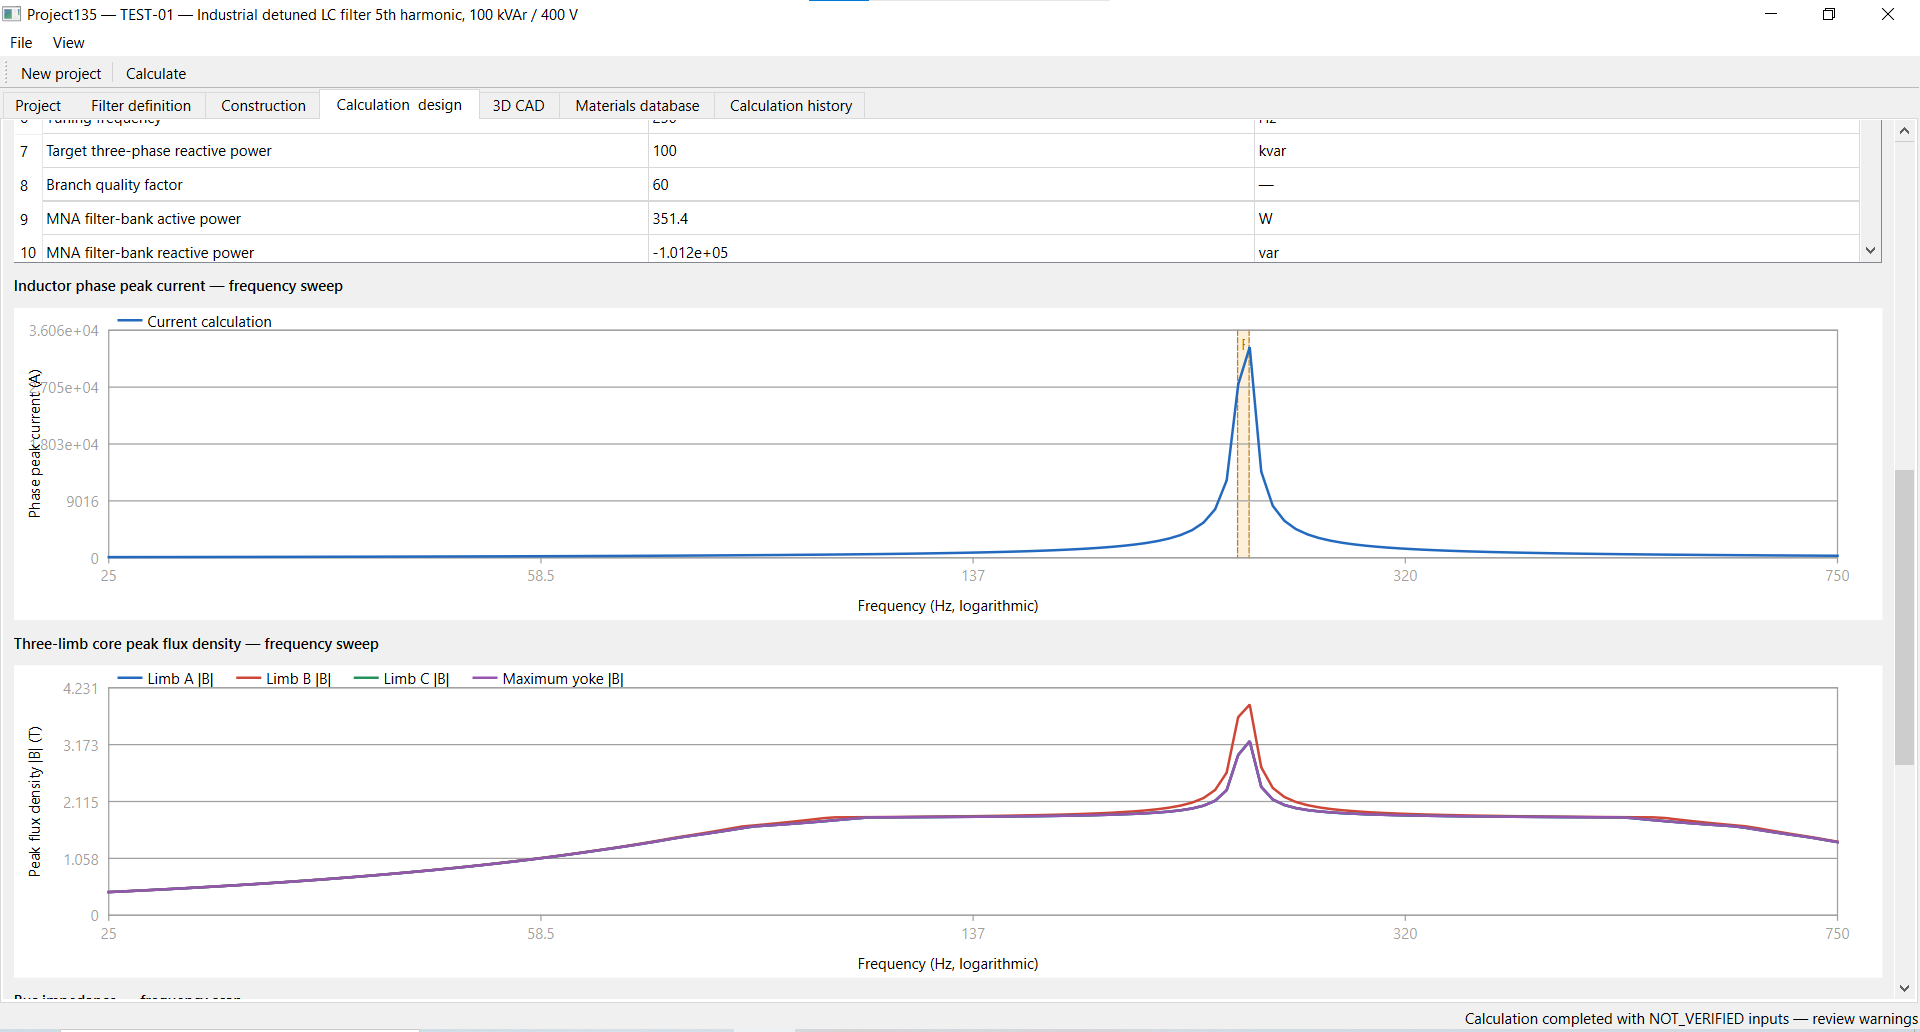 Project135 — TEST-01 — Industrial detuned LC filter 5th harmonic, 100 kVAr / 400 V
File View
New project Calculate
Project Filter definition Construction Calculation design 3D CAD Materials database Calculation history
7 Target three-phase reactive power 100 kvar
8 Branch quality factor 60 —
9 MNA filter-bank active power 351.4 W
10 MNA filter-bank reactive power -1.012e+05 var
Inductor phase peak current — frequency sweep
Current calculation
3.606e+04
705e+04
803e+04
9016
0
Phase peak current (A)
25 58.5 137 320 750
Frequency (Hz, logarithmic)
Three-limb core peak flux density — frequency sweep
Limb A |B| Limb B |B| Limb C |B| Maximum yoke |B|
4.231
3.173
2.115
1.058
0
Peak flux density |B| (T)
25 58.5 137 320 750
Frequency (Hz, logarithmic)
Calculation completed with NOT_VERIFIED inputs — review warnings